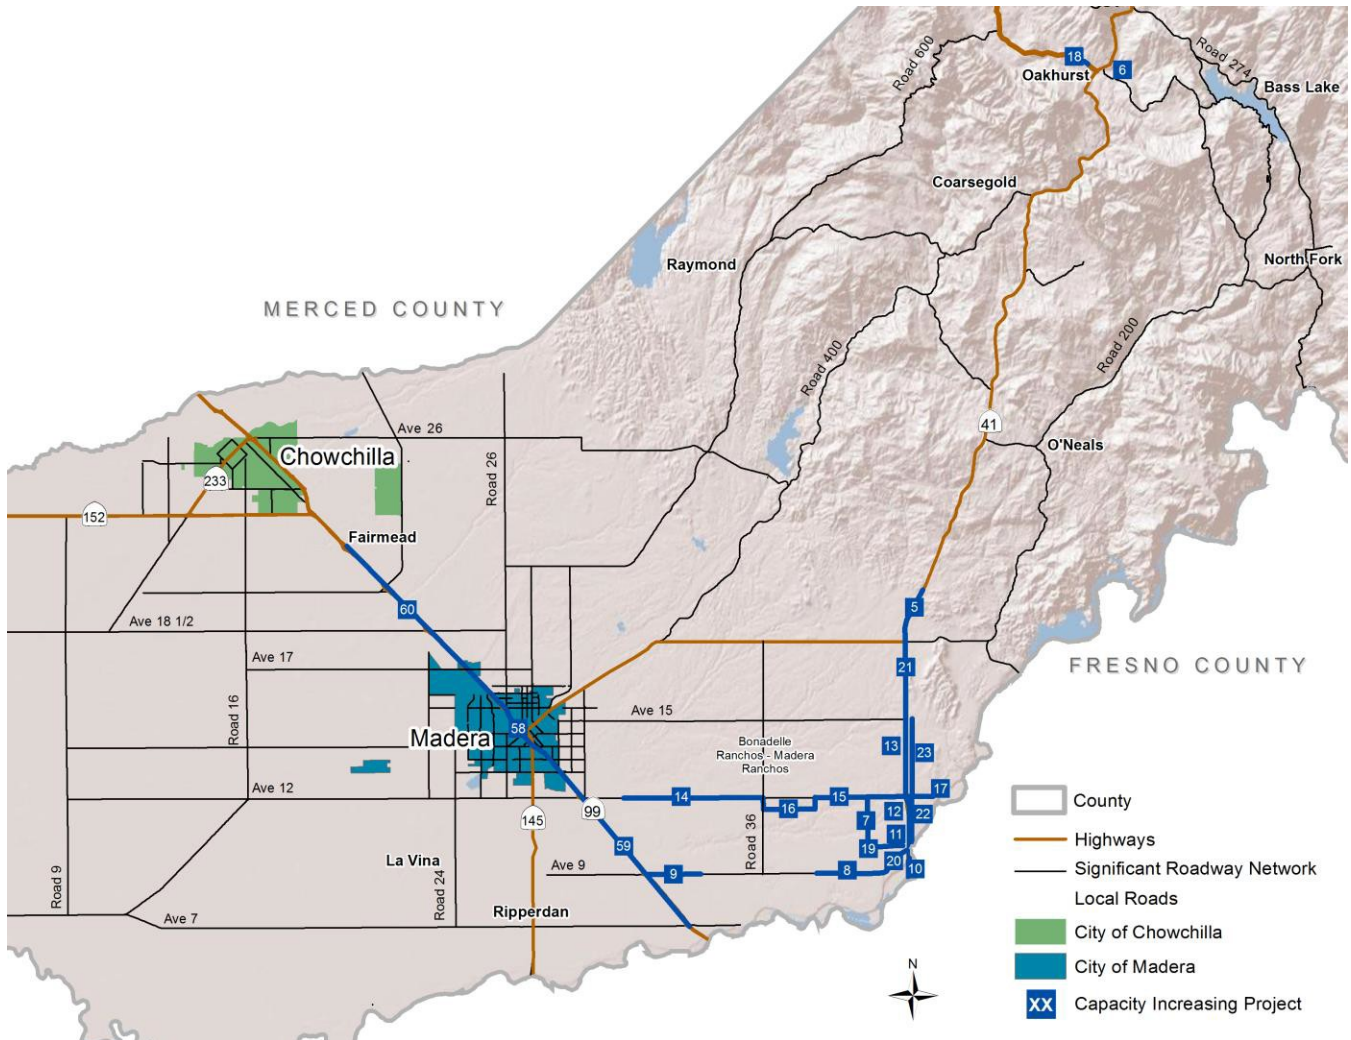 Road 600
18
6
Oakhurst
Road 274
Bass Lake
Coarsegold
Raymond
North Fork
MERCED COUNTY
Road 400
Road 200
41
O'Neals
Ave 26
Chowchilla
233
Road 26
152
Fairmead
60
5
Ave 18 1/2
Ave 17
21
FRESNO COUNTY
Road 16
58
Ave 15
Madera
Bonadelle
Ranchos - Madera
Ranchos
13
23
Ave 12
14
15
17
16
12
22
99
145
7
Road 36
11
59
19
La Vina
20
Ave 9
9
8
10
Road 9
Road 24
Ripperdan
Ave 7
N
County
Highways
Significant Roadway Network
Local Roads
City of Chowchilla
City of Madera
XX Capacity Increasing Project